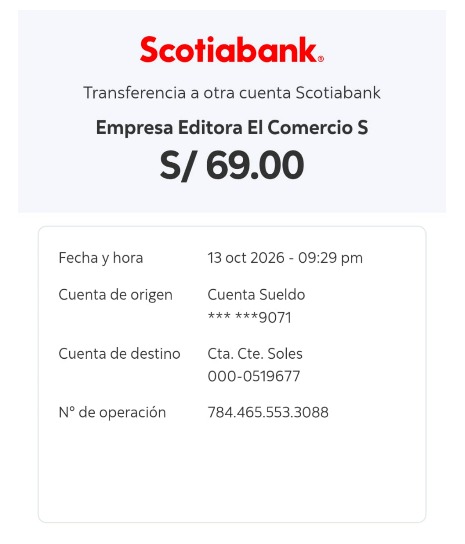 Scotiabank®
Transferencia a otra cuenta Scotiabank
Empresa Editora El Comercio S
S/ 69.00
Fecha y hora 13 oct 2026 - 09:29 pm
Cuenta de origen Cuenta Sueldo
*** ***9071
Cuenta de destino Cta. Cte. Soles
000-0519677
N° de operación 784.465.553.3088